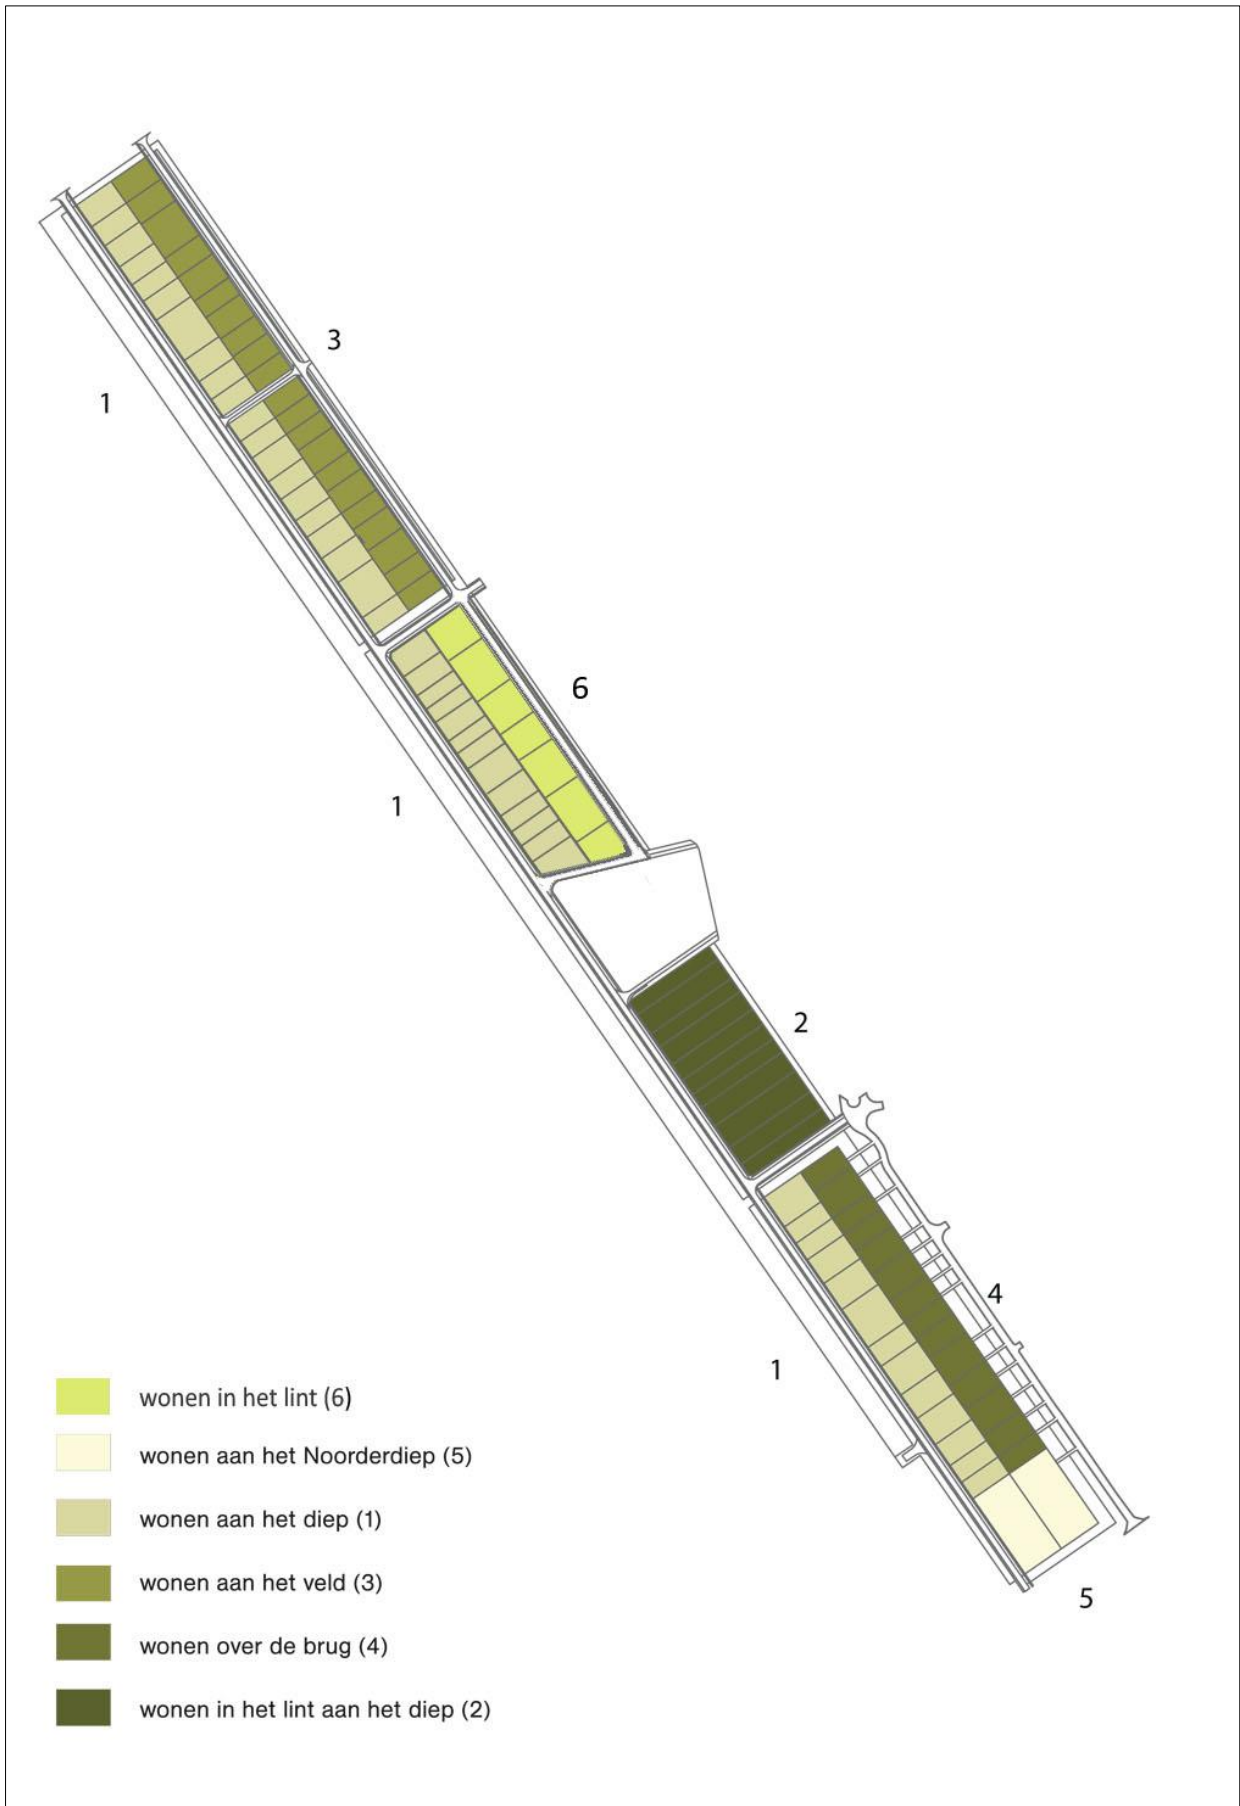 3
1
6
1
2
4
1
wonen in het lint (6)
wonen aan het Noorderdiep (5)
wonen aan het diep (1)
wonen aan het veld (3)
5
wonen over de brug (4)
wonen in het lint aan het diep (2)